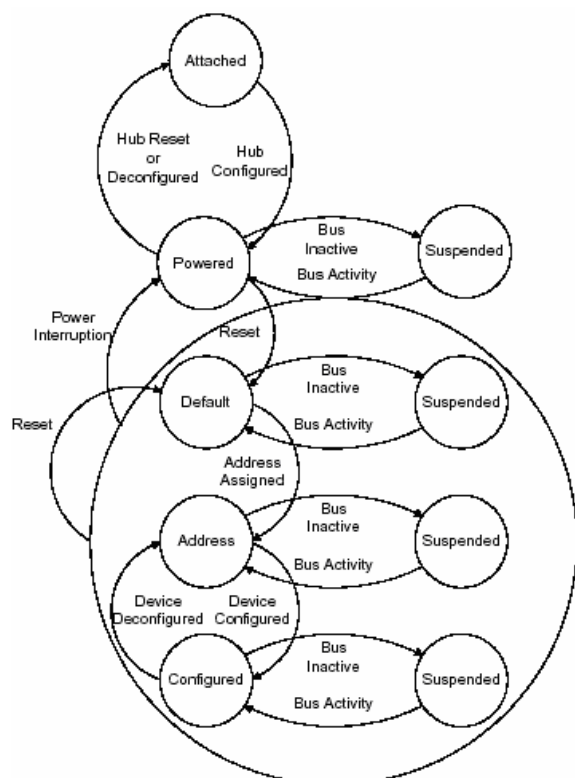 Attached
Hub Reset
or
Deconfigured
Hub
Configured
Powered
Bus
Inactive
Bus Activity
Suspended
Power
Interruption
Reset
Default
Bus
Inactive
Bus Activity
Suspended
Reset
Address
Assigned
Address
Bus
Inactive
Bus Activity
Suspended
Device
Deconfigured
Device
Configured
Configured
Bus
Inactive
Bus Activity
Suspended